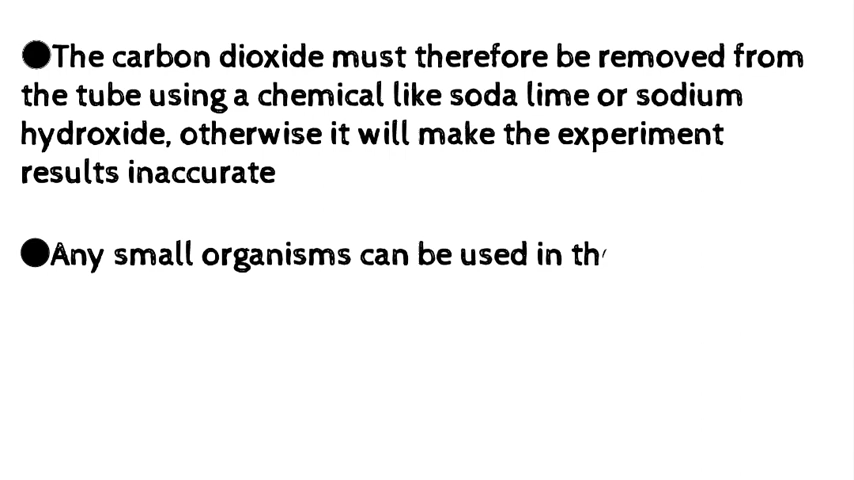 ●The carbon dioxide must therefore be removed from
the tube using a chemical like soda lime or sodium
hydroxide, otherwise it will make the experiment
results inaccurate
●Any small organisms can be used in